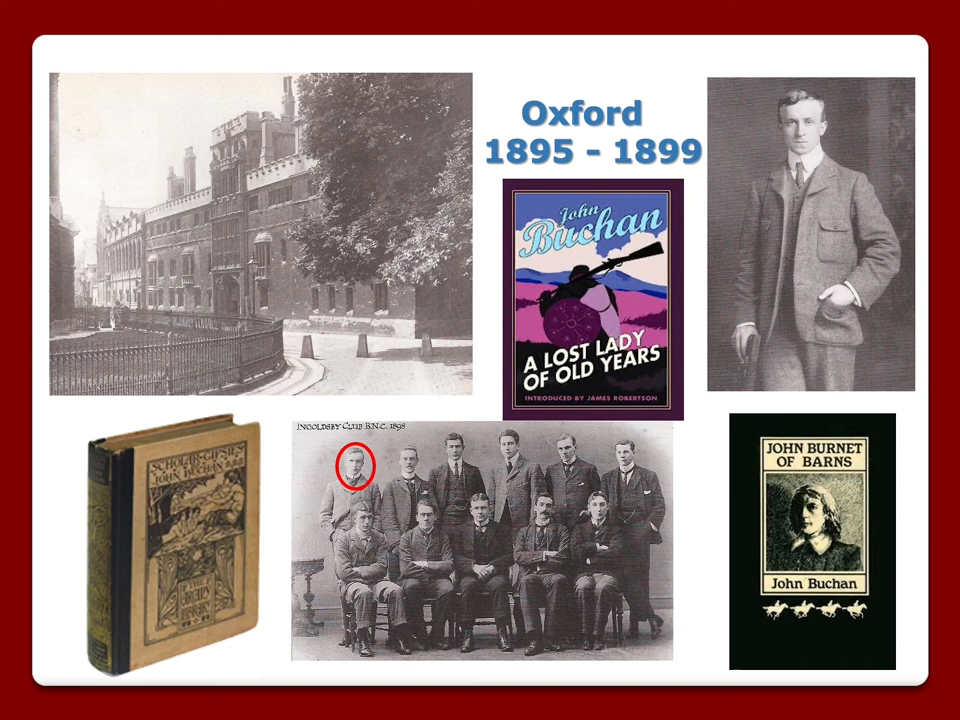 Oxford
1895 - 1899
John
Buchan
A LOST LADY
OF OLD YEARS
INTRODUCED BY JAMES ROBERTSON
SCHOLAR-GIPSIES
JOHN BUCHAN
INGOLDSBY CLUB B.N.C. 1898
JOHN BURNET
OF BARNS
John Buchan